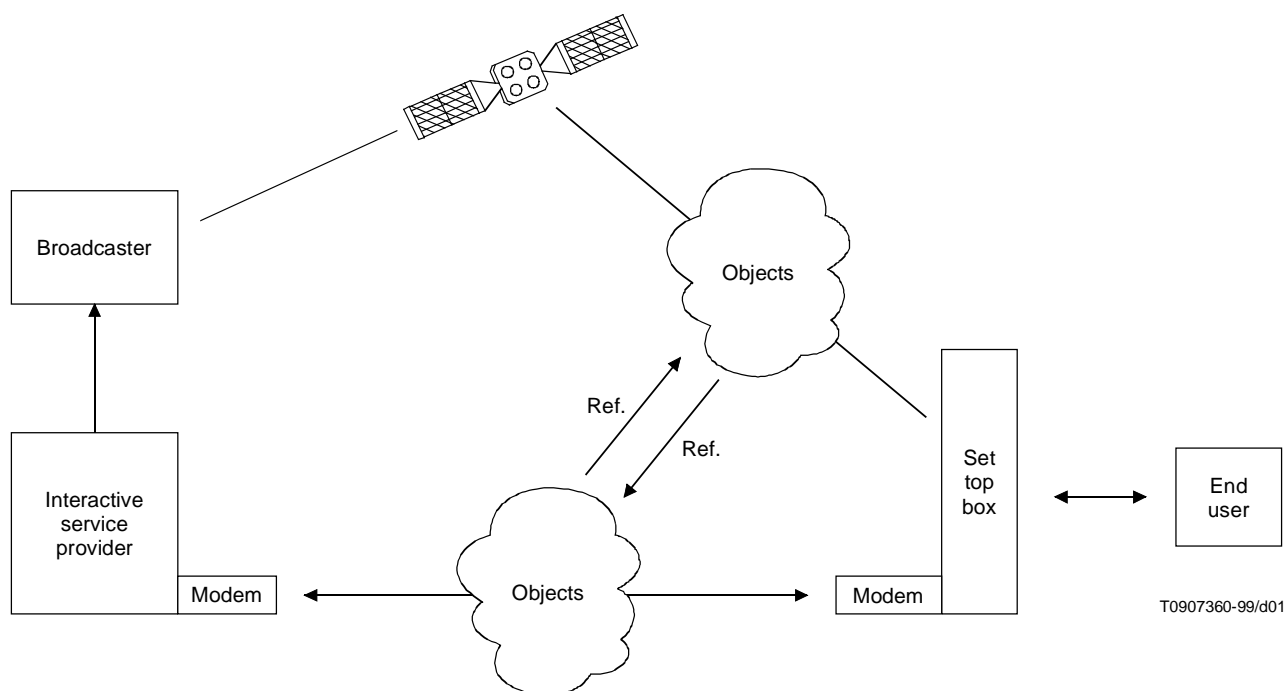 Broadcaster
Objects
Ref.
Ref.
Interactive
service
provider
Modem
Objects
Modem
Set
top
box
End
user
T0907360-99/d01